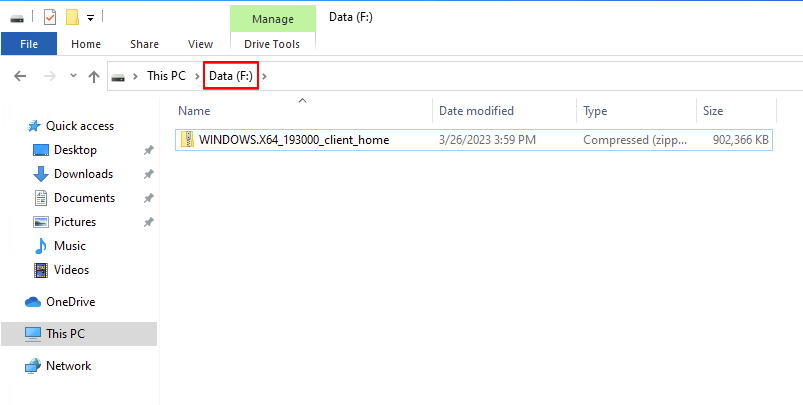 Manage Data (F:)
File Home Share View Drive Tools
This PC Data (F:)
Name Date modified Type Size
Quick access
WINDOWS.X64_193000_client_home 3/26/2023 3:59 PM Compressed (zipp... 902,366 KB
Desktop
Downloads
Documents
Pictures
Music
Videos
OneDrive
This PC
Network